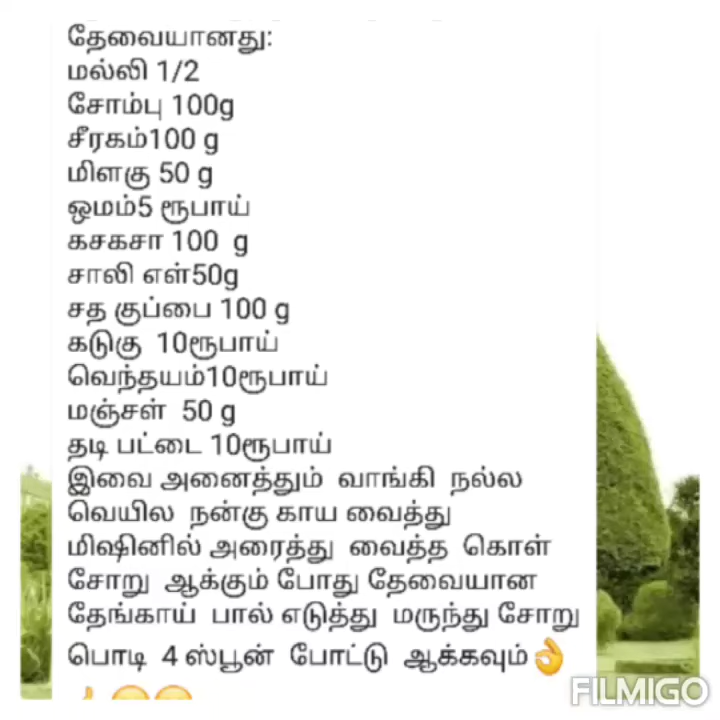 தேவையானது:
மல்லி 1/2
சோம்பு 100g
சீரகம்100 g
மிளகு 50 g
ஒமம்5 ரூபாய்
கசகசா 100 g
சாலி எள்50g
சத குப்பை 100 g
கடுகு 10ரூபாய்
வெந்தயம்10ரூபாய்
மஞ்சள் 50 g
தடி பட்டை 10ரூபாய்
இவை அனைத்தும் வாங்கி நல்ல
வெயில நன்கு காய வைத்து
மிஷினில் அரைத்து வைத்த கொள்
சோறு ஆக்கும் போது தேவையான
தேங்காய் பால் எடுத்து மருந்து சோறு
பொடி 4 ஸ்பூன் போட்டு ஆக்கவும்👌
FILMIGO